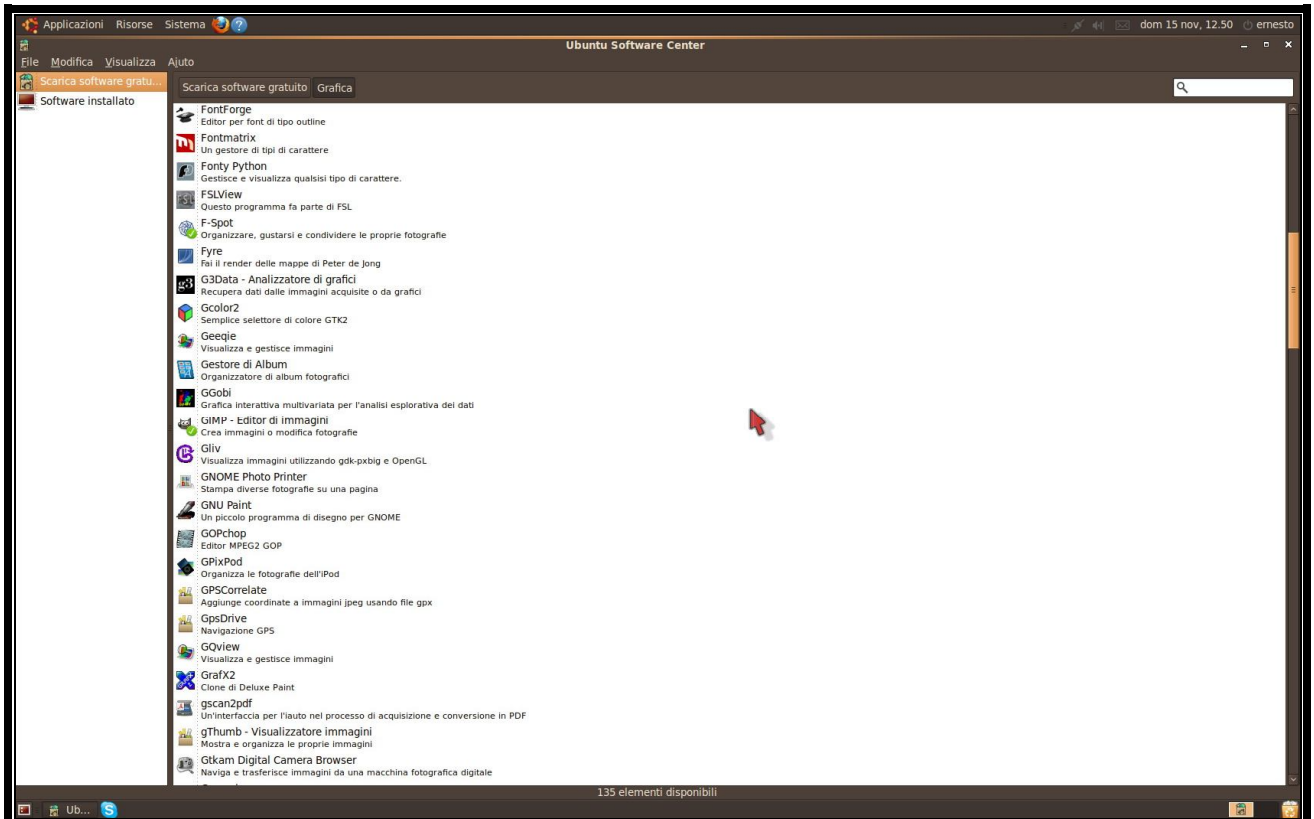 Applicazioni Risorse Sistema dom 15 nov, 12.50 ernesto
Ubuntu Software Center
File Modifica Visualizza Aiuto
Scarica software gratu...
Software installato
Scarica software gratuito Grafica
FontForge
Editor per font di tipo outline
Fontmatrix
Un gestore di tipi di carattere
Fonty Python
Gestisce e visualizza qualsisi tipo di carattere.
FSLView
Questo programma fa parte di FSL
F-Spot
Organizzare, gustarsi e condividere le proprie fotografie
Fyre
Fai il render delle mappe di Peter de Jong
G3Data - Analizzatore di grafici
Recupera dati dalle immagini acquisite o da grafici
Gcolor2
Semplice selettore di colore GTK2
Geeqie
Visualizza e gestisce immagini
Gestore di Album
Organizzatore di album fotografici
GGobi
Grafica interattiva multivariata per l'analisi esplorativa dei dati
GIMP - Editor di immagini
Crea immagini o modifica fotografie
Gliv
Visualizza immagini utilizzando gdk-pxbig e OpenGL
GNOME Photo Printer
Stampa diverse fotografie su una pagina
GNU Paint
Un piccolo programma di disegno per GNOME
GOPchop
Editor MPEG2 GOP
GPixPod
Organizza le fotografie dell'iPod
GPSCorrelate
Aggiunge coordinate a immagini jpeg usando file gpx
GpsDrive
Navigazione GPS
GQview
Visualizza e gestisce immagini
GrafX2
Clone di Deluxe Paint
gscan2pdf
Un'interfaccia per l'iauto nel processo di acquisizione e conversione in PDF
gThumb - Visualizzatore immagini
Mostra e organizza le proprie immagini
Gtkam Digital Camera Browser
Naviga e trasferisce immagini da una macchina fotografica digitale
135 elementi disponibili
Ub...